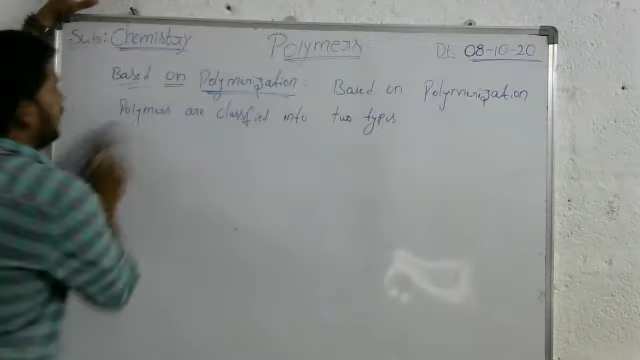 Sub: Chemistry Polymers Dt 08-10-20
Based on Polymerization: Based on Polymerization
Polymers are classified into two types